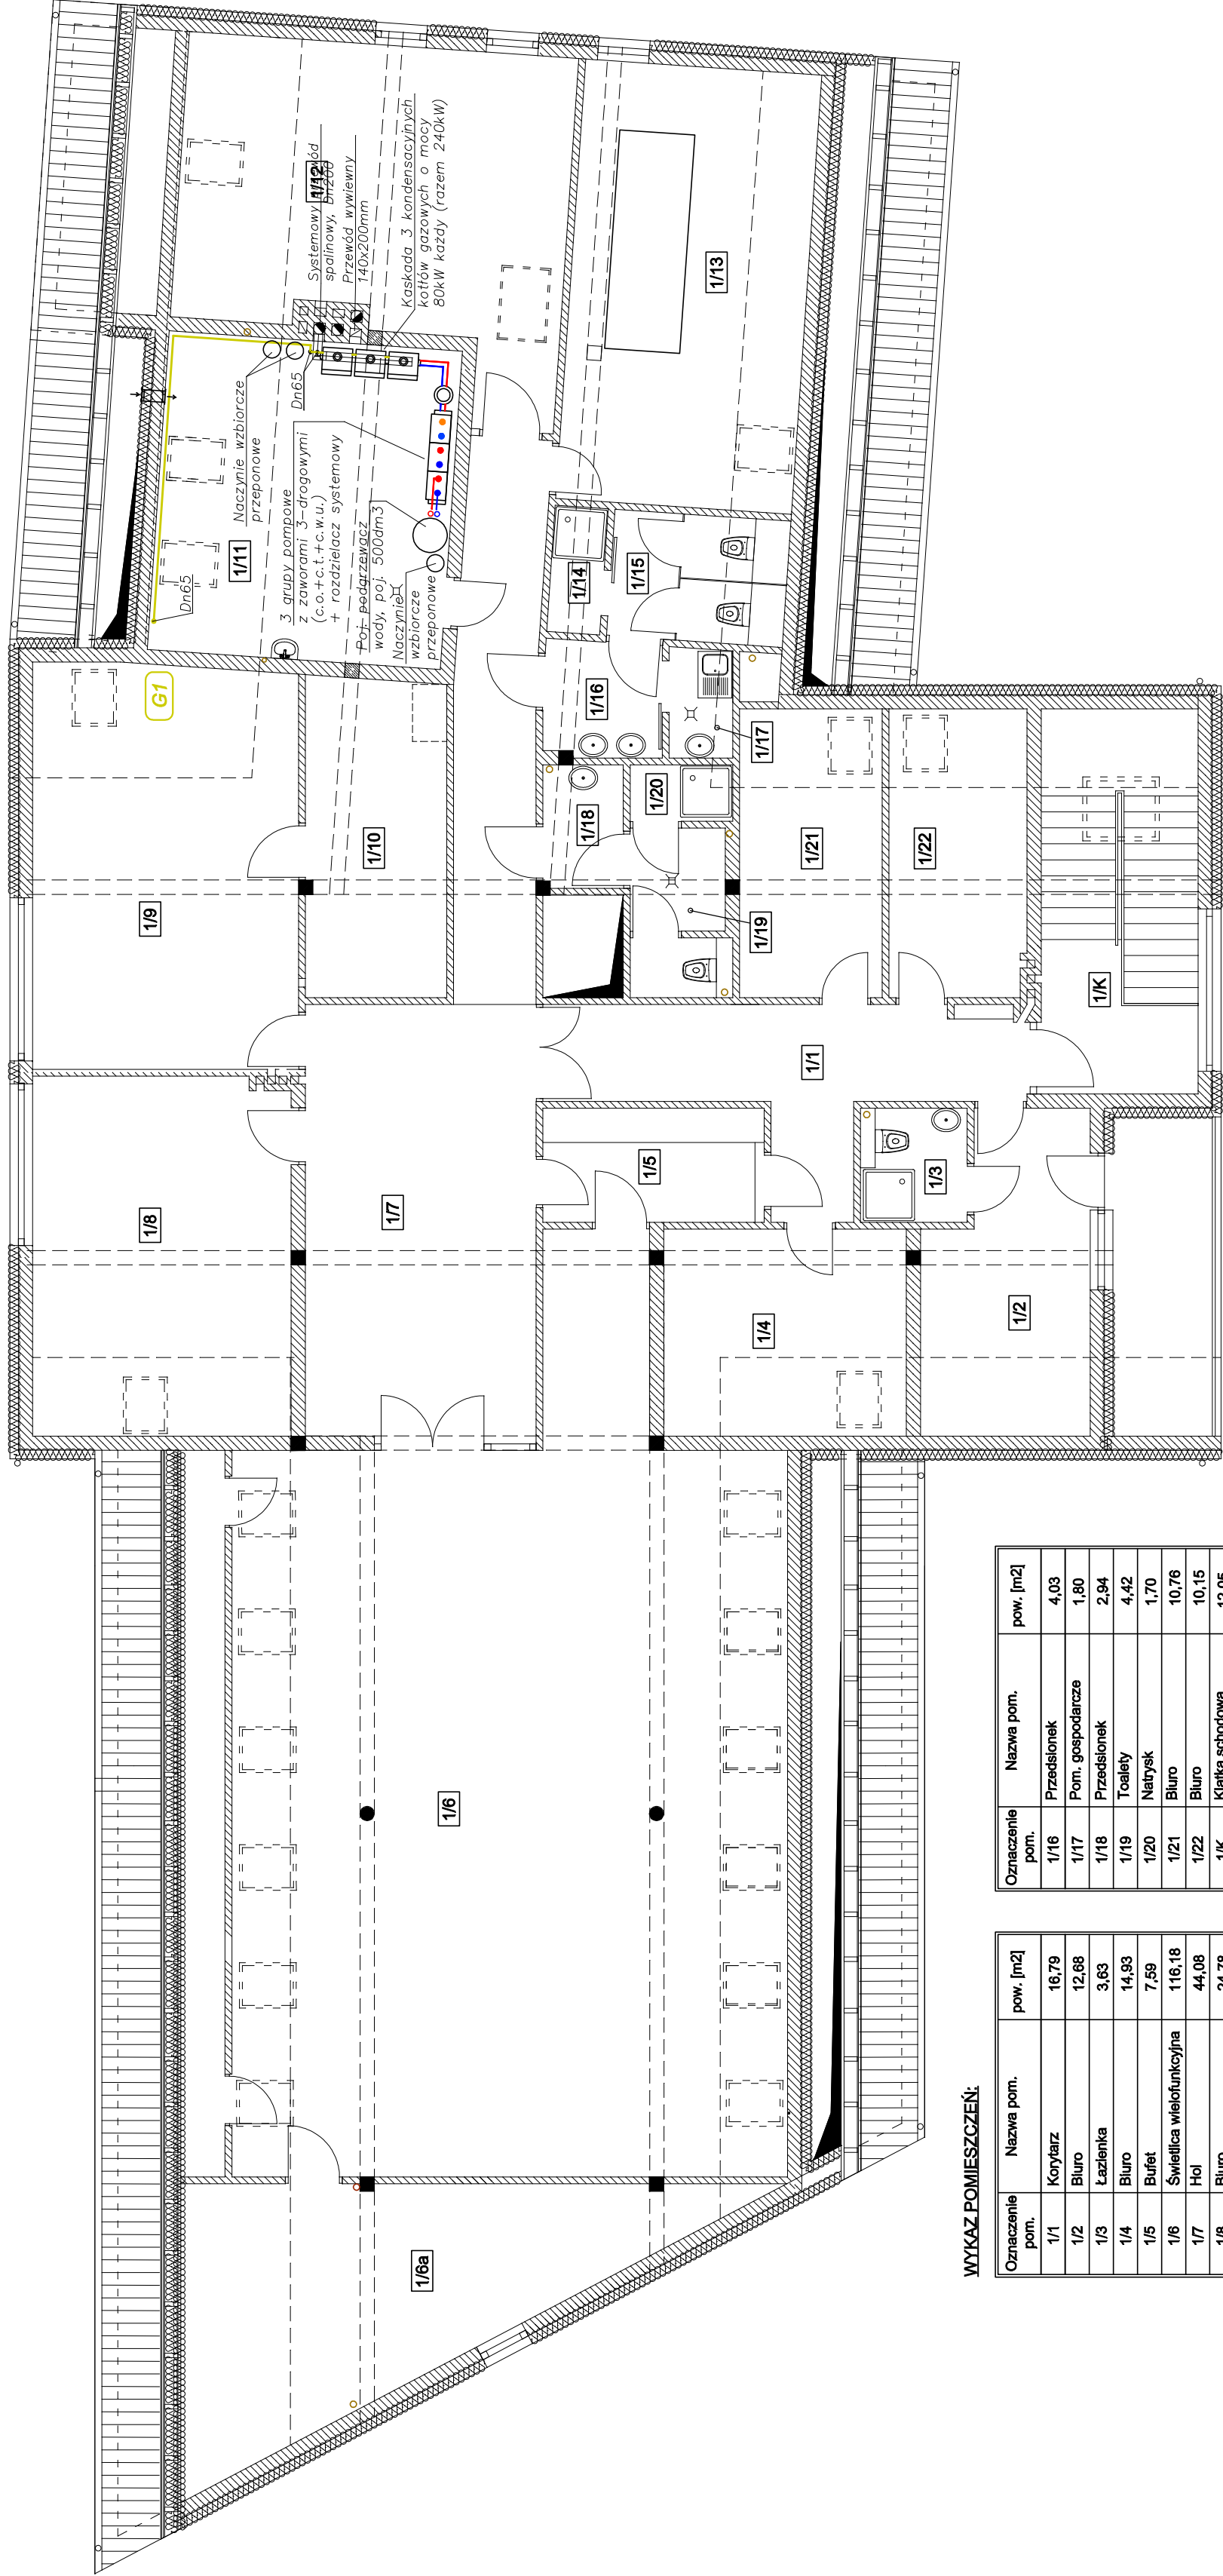 1/12
Systemowy
spalinowy, Dn200
Przewód wywiewny
140x200mm
Kaskada 3 kondensacyjnych
kotłów gazowych o mocy
80kW każdy (razem 240kW)
1/13
Naczynie wzbiorcze
przeponowe
Dn65
3 grupy pompowe
z zaworami 3-drogowymi
(c.o.+c.t.+c.w.u.)
+ rozdzielacz systemowy
Poj. podgrzewacz
wody, poj. 500dm3
Naczynie
wzbiorcze
przeponowe
1/11
Dn65
G1
1/14
1/15
1/16
1/17
1/9
1/10
1/18
1/20
1/19
1/21
1/22
1/K
1/1
1/8
1/7
1/5
1/3
1/4
1/2
1/6
1/6a
WYKAZ POMIESZCZEŃ:
Oznaczenie pom. Nazwa pom. pow. [m2]
1/1 Korytarz 16,79
1/2 Biuro 12,68
1/3 Łazienka 3,63
1/4 Biuro 14,93
1/5 Bufet 7,59
1/6 Świetlica wielofunkcyjna 116,18
1/7 Hol 44,08
1/8 Biuro 24,78
Oznaczenie pom. Nazwa pom. pow. [m2]
1/16 Przedsionek 4,03
1/17 Pom. gospodarcze 1,80
1/18 Przedsionek 2,94
1/19 Toalety 4,42
1/20 Natrysk 1,70
1/21 Biuro 10,76
1/22 Biuro 10,15
1/K Klatka schodowa